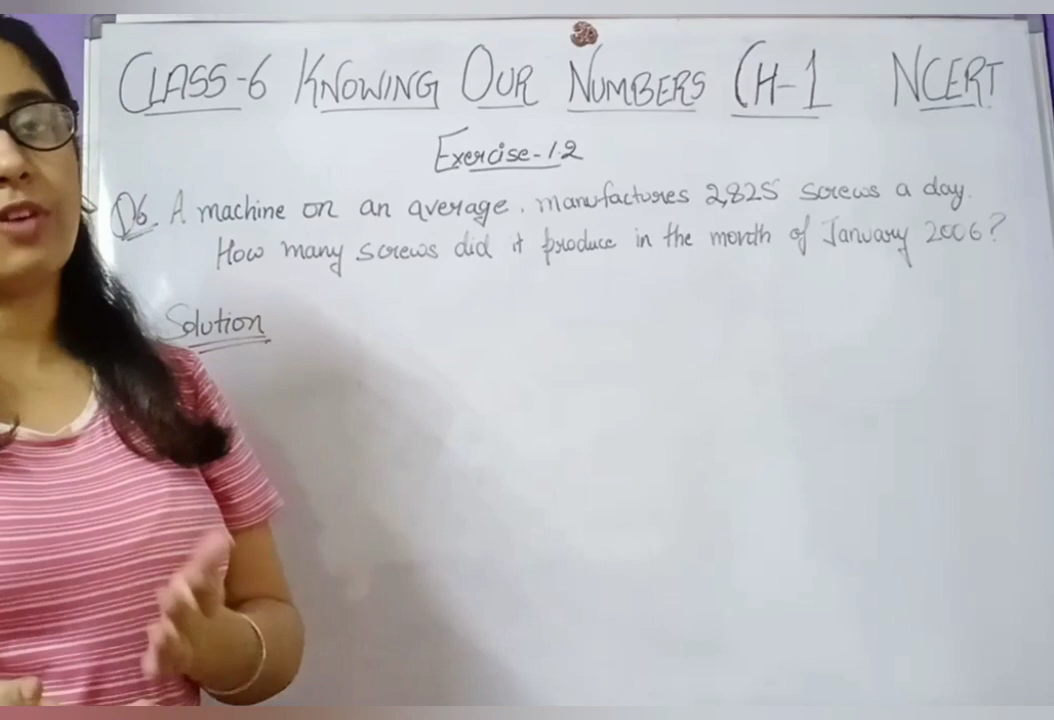 CLASS-6 KNOWING OUR NUMBERS CH-1 NCERT
Exercise-1.2
Q6. A machine on an average, manufactures 2,825 screws a day.
How many screws did it produce in the month of January 2006?
Solution